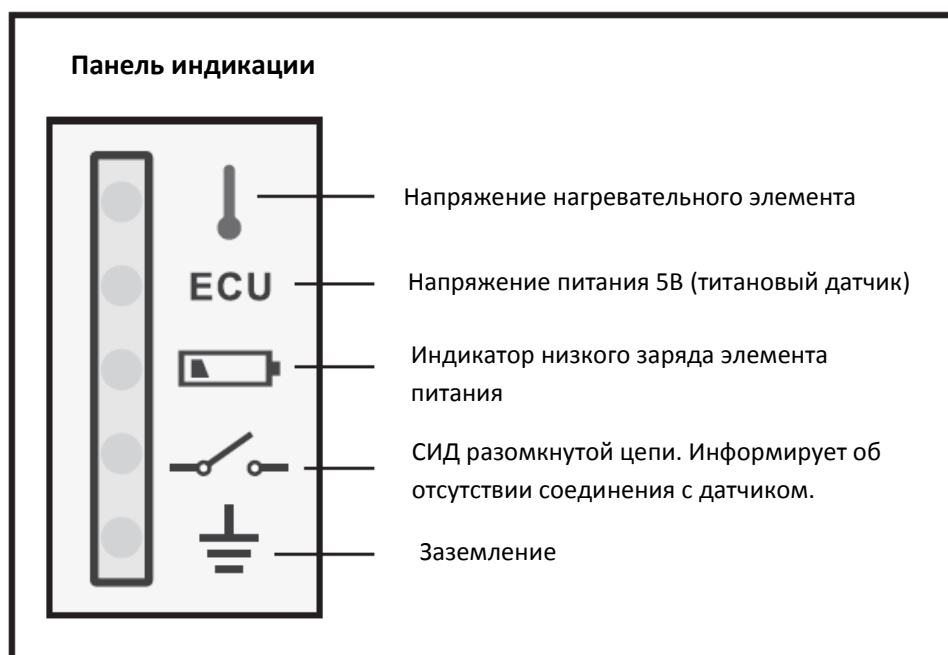 Панель индикации
Напряжение нагревательного элемента
ECU
Напряжение питания 5В (титановый датчик)
Индикатор низкого заряда элемента
питания
СИД разомкнутой цепи. Информирует об
отсутствии соединения с датчиком.
Заземление